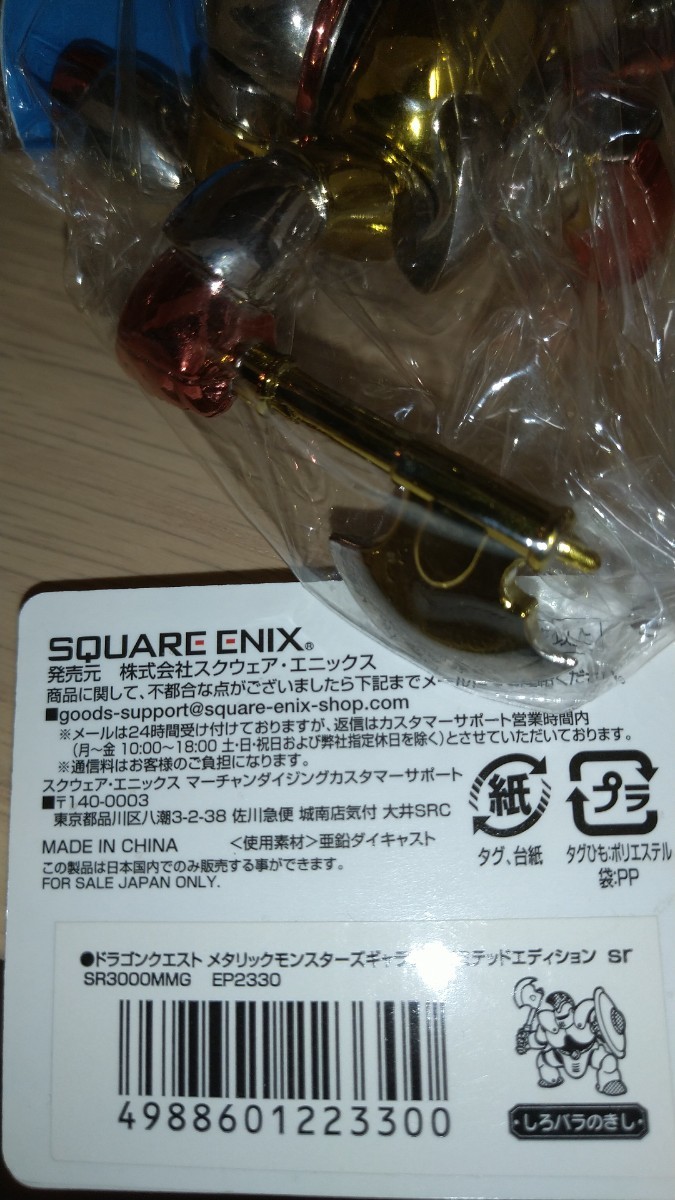 SQUARE ENIX®
発売元 株式会社スクウェア・エニックス
商品に関して、不都合な点がございましたら下記までメー
■goods-support@square-enix-shop.com
※メールは24時間受け付けておりますが、返信はカスタマーサポート営業時間内
(月〜金 10:00〜18:00 土・日・祝日および弊社指定休日を除く)とさせていただいております。
※通信料はお客様のご負担になります。
スクウェア・エニックス マーチャンダイジングカスタマーサポート
■〒140-0003
東京都品川区八潮3-2-38 佐川急便 城南店気付 大井SRC
MADE IN CHINA <使用素材>亜鉛ダイキャスト
この製品は日本国内でのみ販売する事ができます。
FOR SALE JAPAN ONLY.
紙
タグ、台紙
プラ
タグひも:ポリエステル
袋:PP
●ドラゴンクエスト メタリックモンスターズギャラ テッドエディション sr
SR3000MMG EP2330
4988601223300
・しろバラのきし・